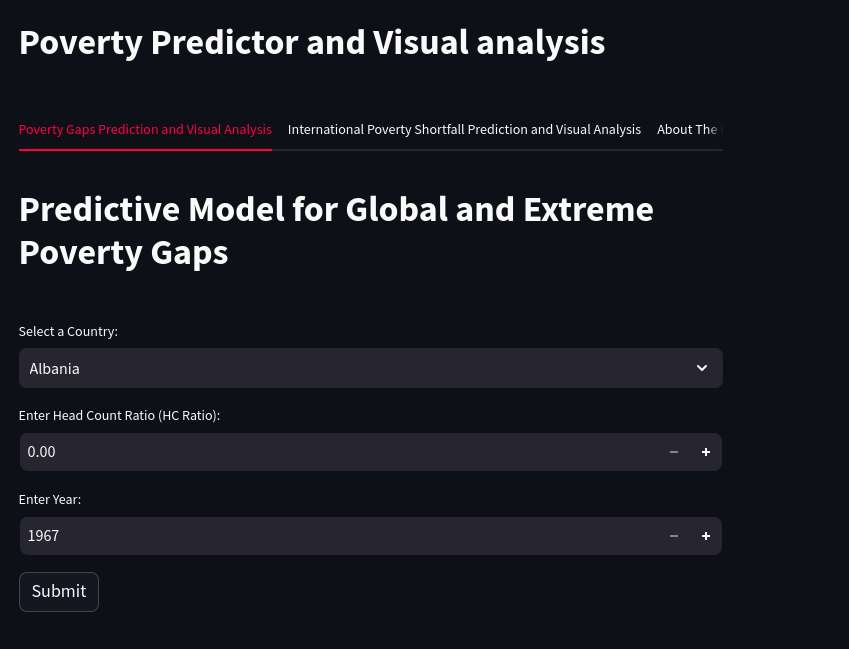 Poverty Predictor and Visual analysis
Poverty Gaps Prediction and Visual Analysis International Poverty Shortfall Prediction and Visual Analysis About The
Predictive Model for Global and Extreme
Poverty Gaps
Select a Country:
Albania
Enter Head Count Ratio (HC Ratio):
0.00
Enter Year:
1967
Submit